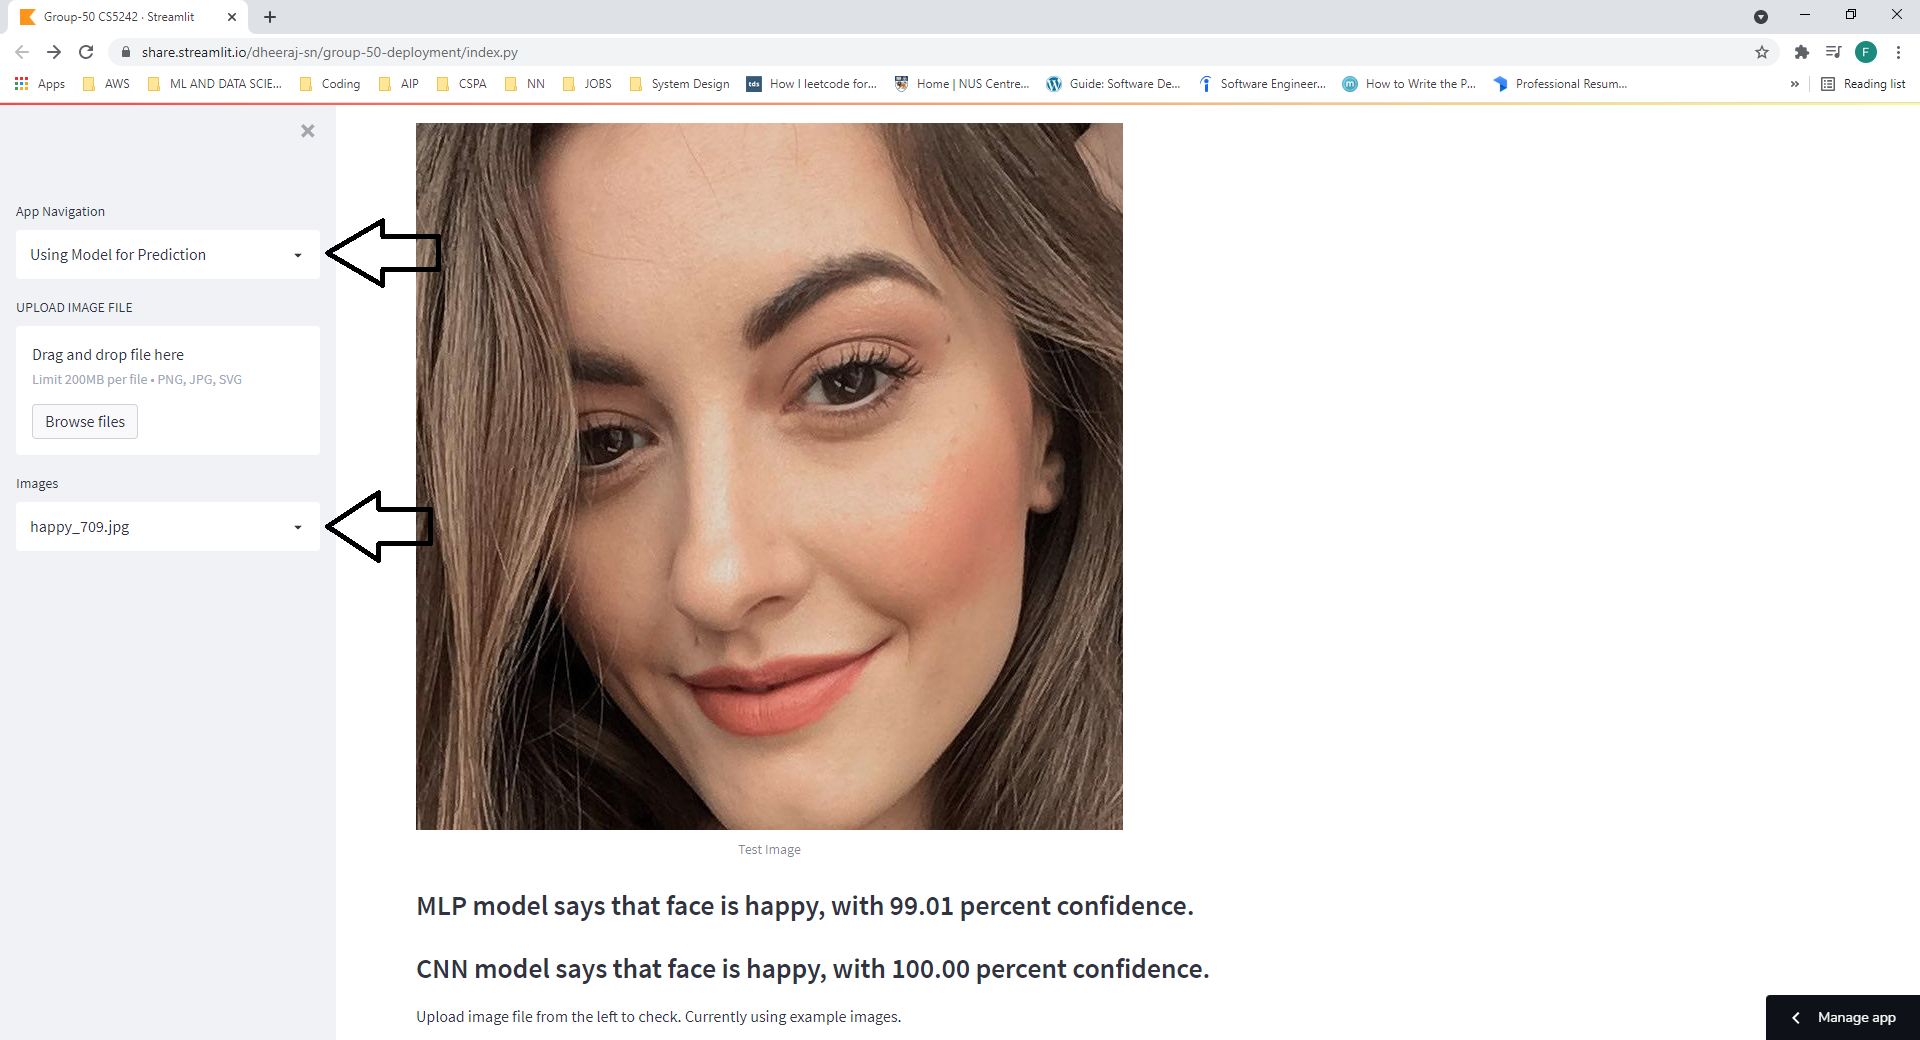 Group-50 CS5242 · Streamlit
share.streamlit.io/dheeraj-sn/group-50-deployment/index.py
F
Apps AWS ML AND DATA SCIE... Coding AIP CSPA NN JOBS System Design tds How I leetcode for... Home | NUS Centre... Guide: Software De... Software Engineer... m How to Write the P... Professional Resum... » Reading list
App Navigation
Using Model for Prediction
UPLOAD IMAGE FILE
Drag and drop file here
Limit 200MB per file • PNG, JPG, SVG
Browse files
Images
happy_709.jpg
Test Image
MLP model says that face is happy, with 99.01 percent confidence.
CNN model says that face is happy, with 100.00 percent confidence.
Upload image file from the left to check. Currently using example images.
Manage app